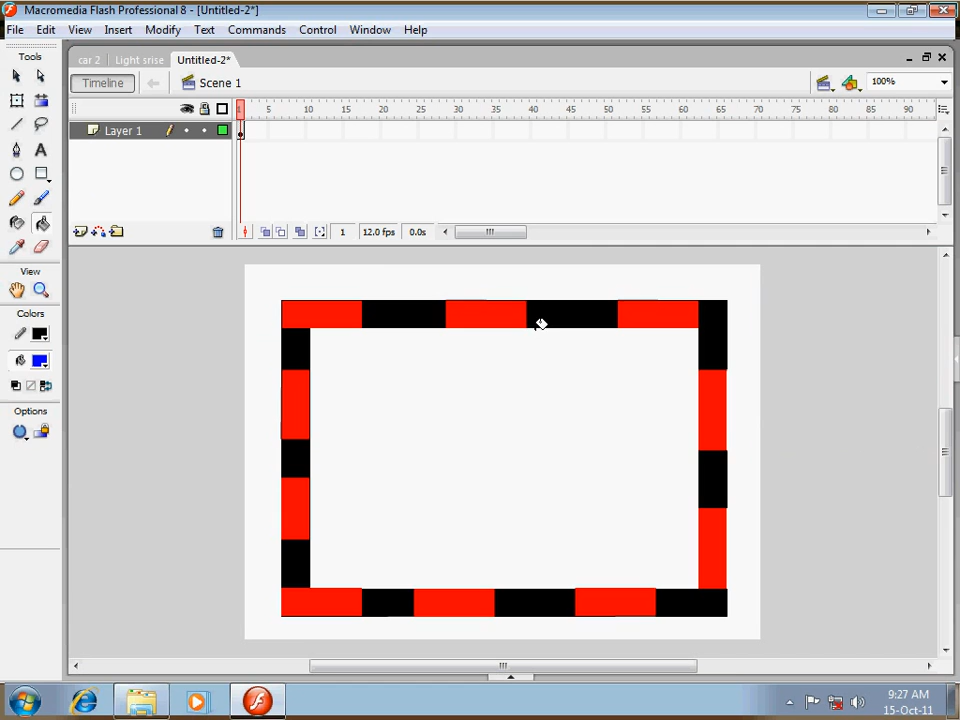 Macromedia Flash Professional 8 - [Untitled-2*]
File Edit View Insert Modify Text Commands Control Window Help
Tools
car 2 Light srise Untitled-2*
Timeline Scene 1 100%
1 5 10 15 20 25 30 35 40 45 50 55 60 65 70 75 80 85 90
Layer 1
1 12.0 fps 0.0s
View
Colors
Options
9:27 AM
15-Oct-11